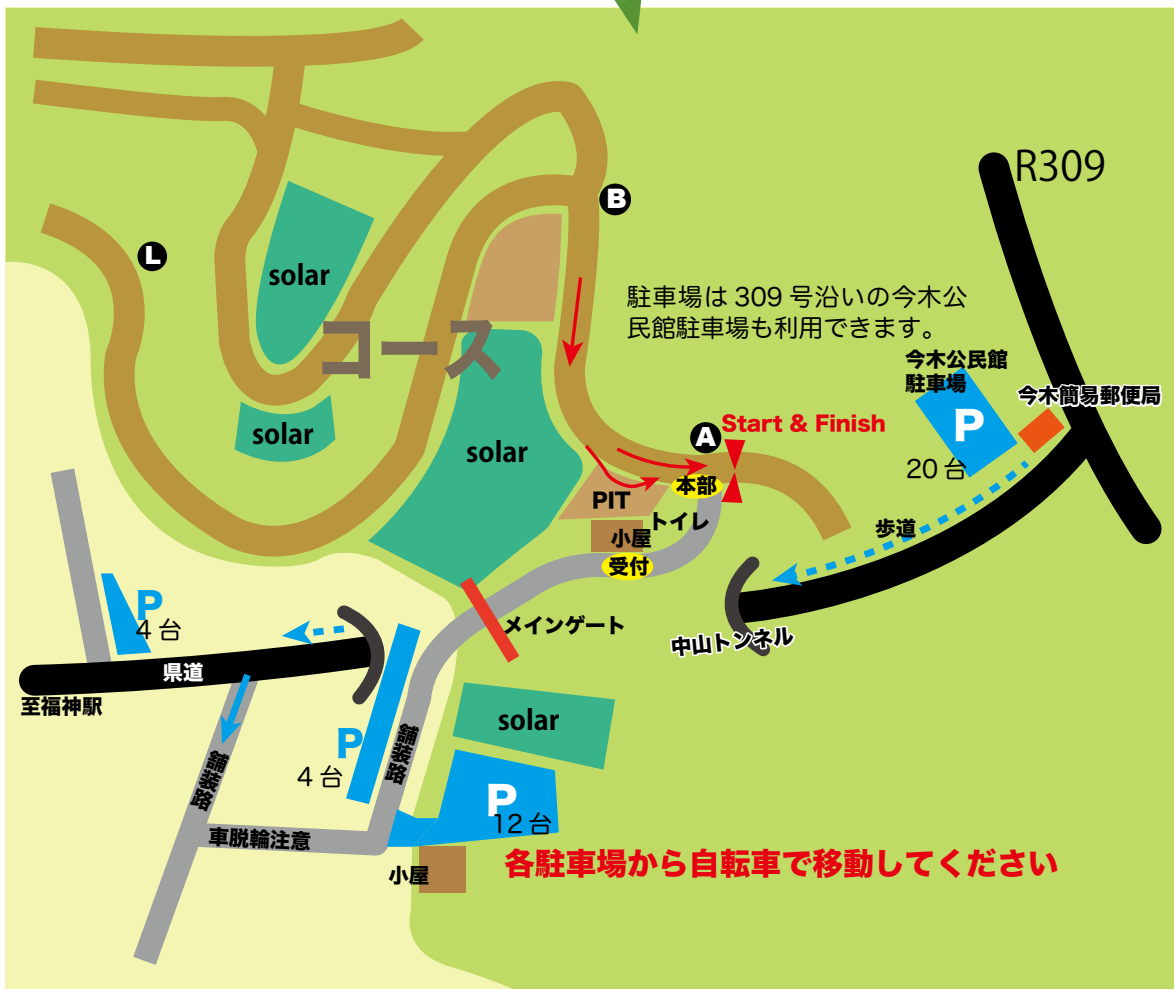 R309
B
L
solar
駐車場は 309 号沿いの今木公
民館駐車場も利用できます。
コース
今木公民館
駐車場
今木簡易郵便局
P
20 台
A
Start & Finish
solar
solar
本部
PIT
トイレ
小屋
受付
歩道
メインゲート
中山トンネル
P
4 台
県道
至福神駅
solar
舗装路
P
4 台
舗装路
P
12 台
車脱輪注意
小屋
各駐車場から自転車で移動してください